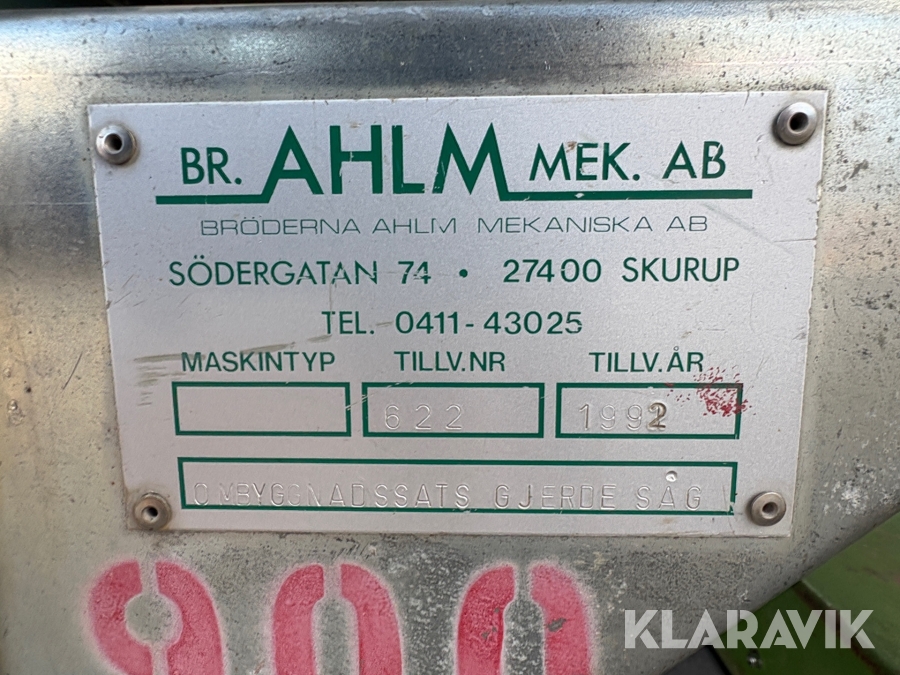 BR. AHLM MEK. AB
BRÖDERNA AHLM MEKANISKA AB
SÖDERGATAN 74 • 27400 SKURUP
TEL. 0411-43025
MASKINTYP TILLV.NR TILLV.ÅR
622 1992
OMBYGGNADSSATS GJERDE SÅG
KLARAVIK